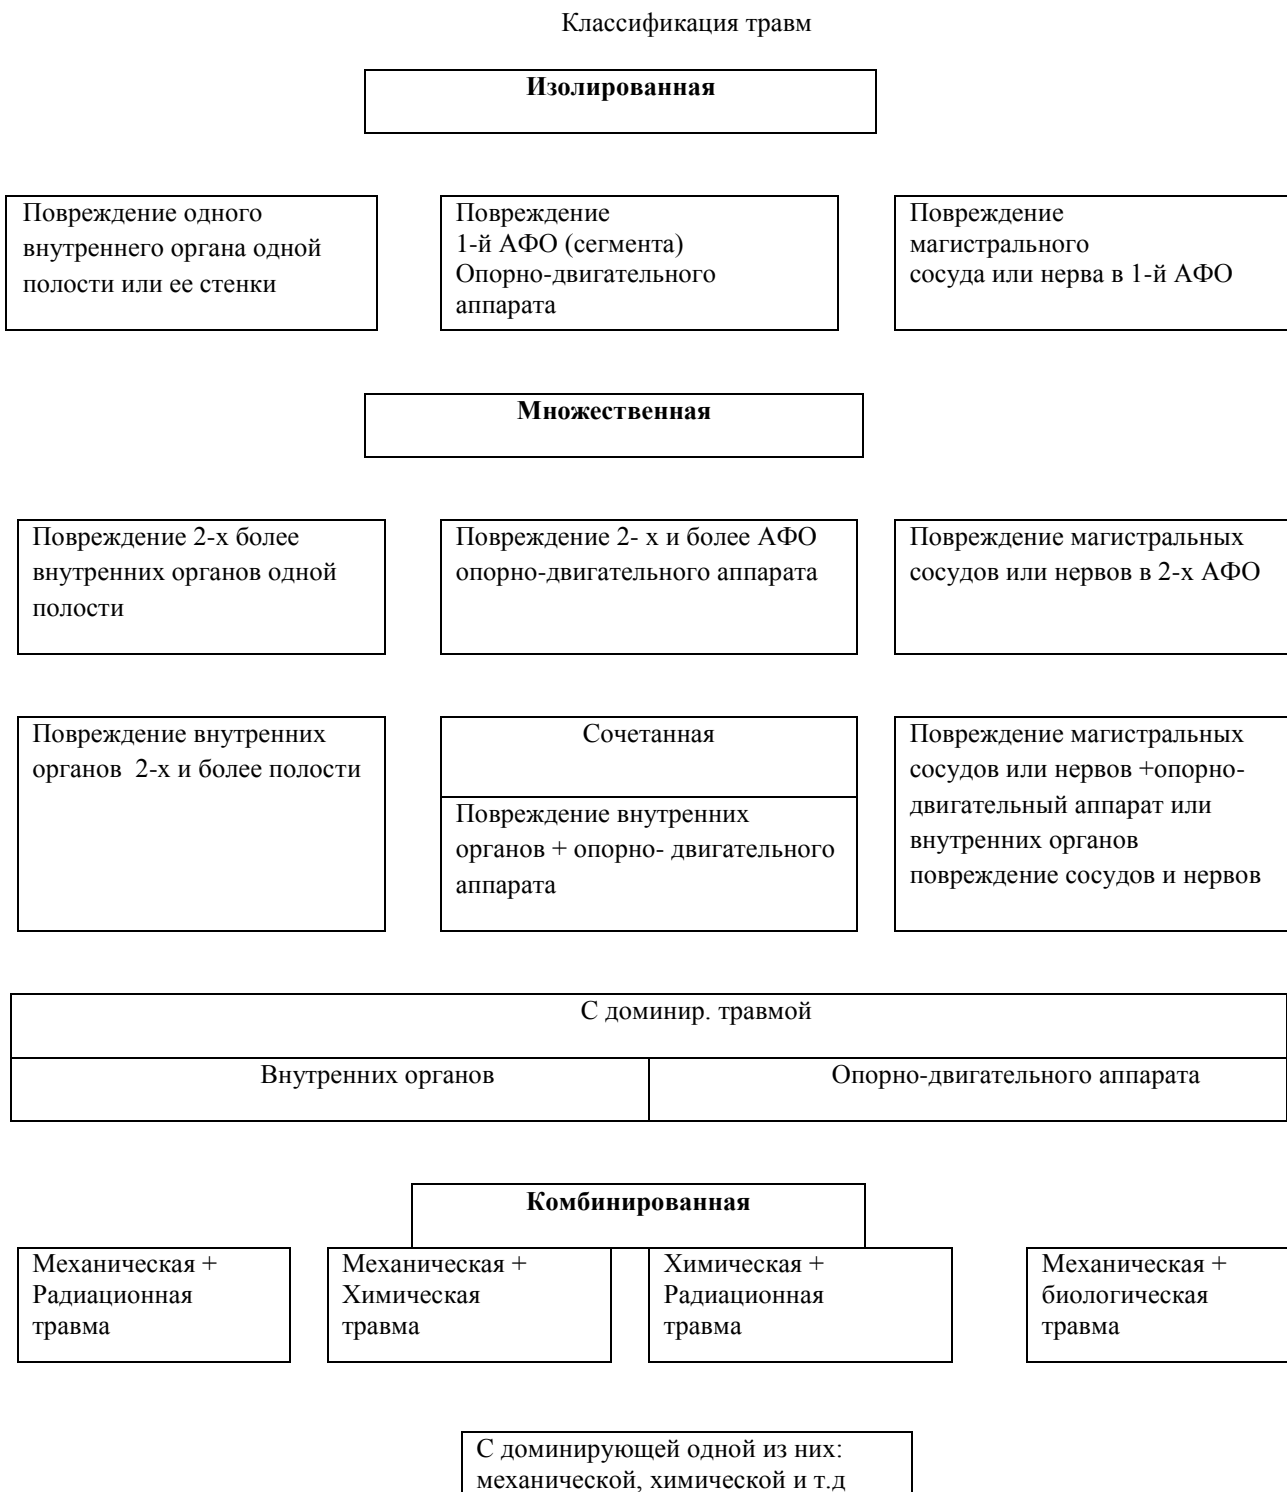 Классификация травм
Изолированная
Повреждение одного
внутреннего органа одной
полости или ее стенки
Повреждение
1-й АФО (сегмента)
Опорно-двигательного
аппарата
Повреждение
магистрального
сосуда или нерва в 1-й АФО
Множественная
Повреждение 2-х более
внутренних органов одной
полости
Повреждение 2- х и более АФО
опорно-двигательного аппарата
Повреждение магистральных
сосудов или нервов в 2-х АФО
Повреждение внутренних
органов 2-х и более полости
Сочетанная
Повреждение внутренних
органов + опорно- двигательного
аппарата
Повреждение магистральных
сосудов или нервов +опорно-
двигательный аппарат или
внутренних органов
повреждение сосудов и нервов
С доминир. травмой
Внутренних органов
Опорно-двигательного аппарата
Комбинированная
Механическая +
Радиационная
травма
Механическая +
Химическая
травма
Химическая +
Радиационная
травма
Механическая +
биологическая
травма
С доминирующей одной из них:
механической, химической и т.д